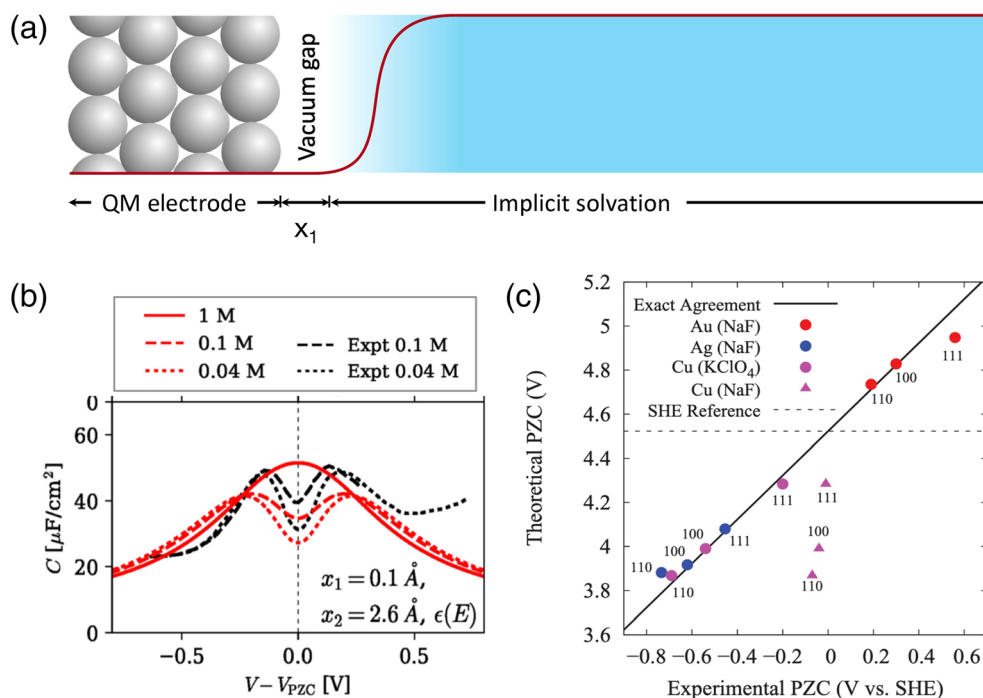 (a)
Vacuum gap
QM electrode
x₁
Implicit solvation
(b)
1 M
0.1 M
0.04 M
Expt 0.1 M
Expt 0.04 M
C [μF/cm²]
0
60
40
20
0
x₁ = 0.1 Å,
x₂ = 2.6 Å, ϵ(E)
−0.5
0.0
0.5
V − V_PZC [V]
(c)
Theoretical PZC (V)
5.2
5
4.8
4.6
4.4
4.2
4
3.8
3.6
Exact Agreement
Au (NaF)
Ag (NaF)
Cu (KClO₄)
Cu (NaF)
SHE Reference
111
100
110
111
111
100
100
100
110
111
110
110
−0.8
−0.6
−0.4
−0.2
0
0.2
0.4
0.6
Experimental PZC (V vs. SHE)